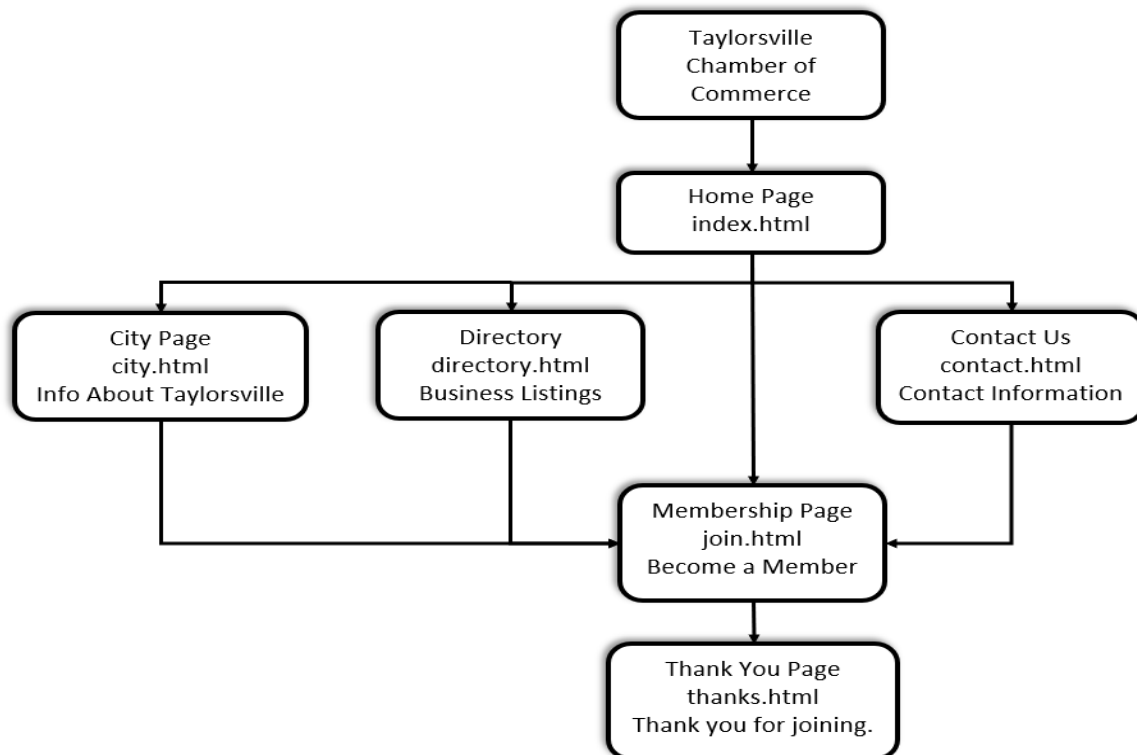 Taylorsville
Chamber of
Commerce
Home Page
index.html
City Page
city.html
Info About Taylorsville
Directory
directory.html
Business Listings
Contact Us
contact.html
Contact Information
Membership Page
join.html
Become a Member
Thank You Page
thanks.html
Thank you for joining.